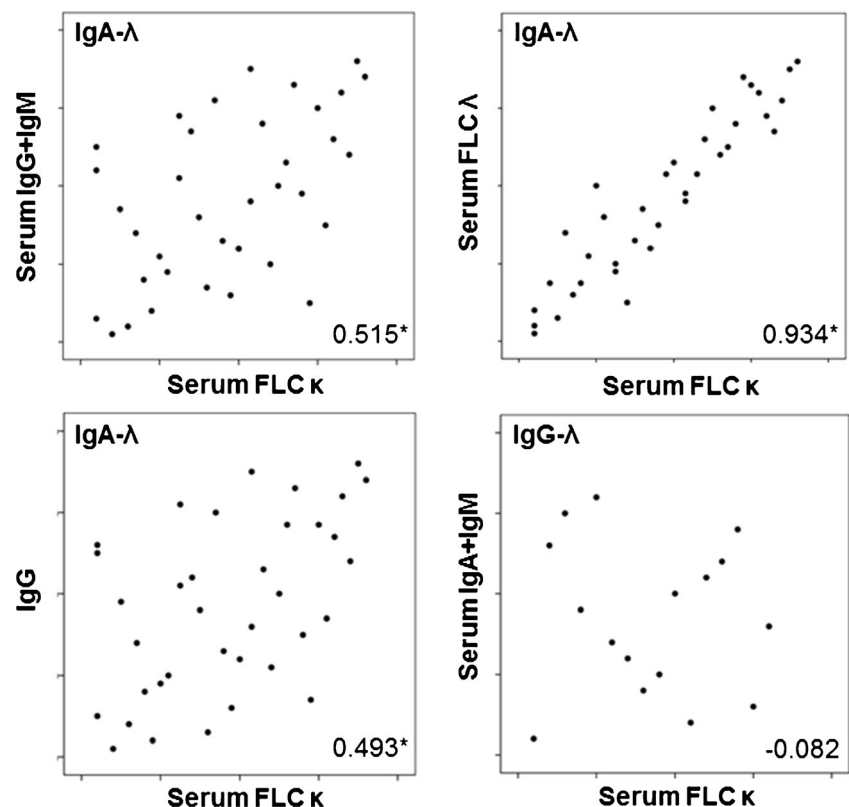 IgA-λ
Serum IgG+IgM
0.515*
Serum FLC κ
IgA-λ
Serum FLC λ
0.934*
Serum FLC κ
IgA-λ
IgG
0.493*
Serum FLC κ
IgG-λ
Serum IgA+IgM
-0.082
Serum FLC κ